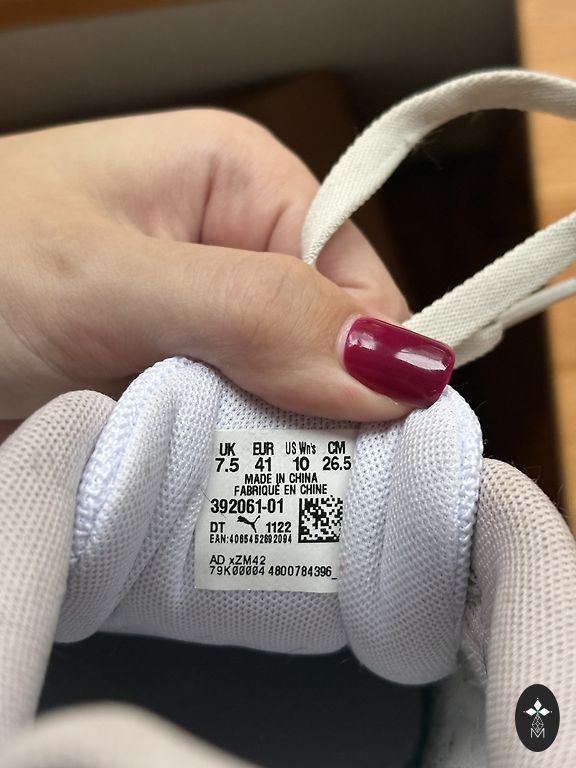 UK EUR US Wn's CM
7.5 41 10 26.5
MADE IN CHINA
FABRIQUÉ EN CHINE
392061-01
DT 1122
EAN:4065452692094
AD xZM42
79K00004 4800784396_
M